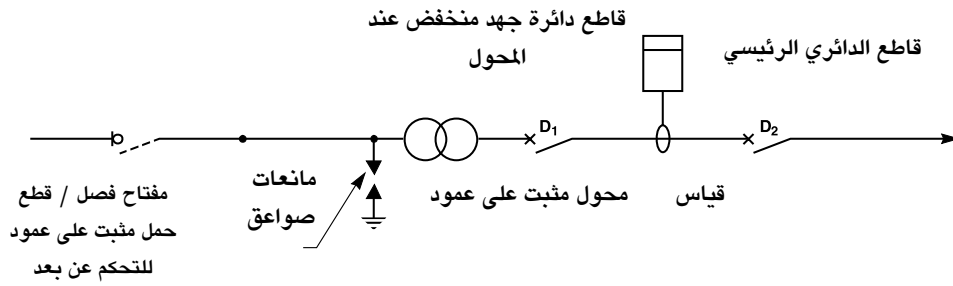 قاطع دائرة جهد منخفض عند
المحول
قاطع الدائري الرئيسي
D1
D2
مفتاح فصل / قطع
حمل مثبت على عمود
للتحكم عن بعد
مانعات
صواعق
محول مثبت على عمود
قياس